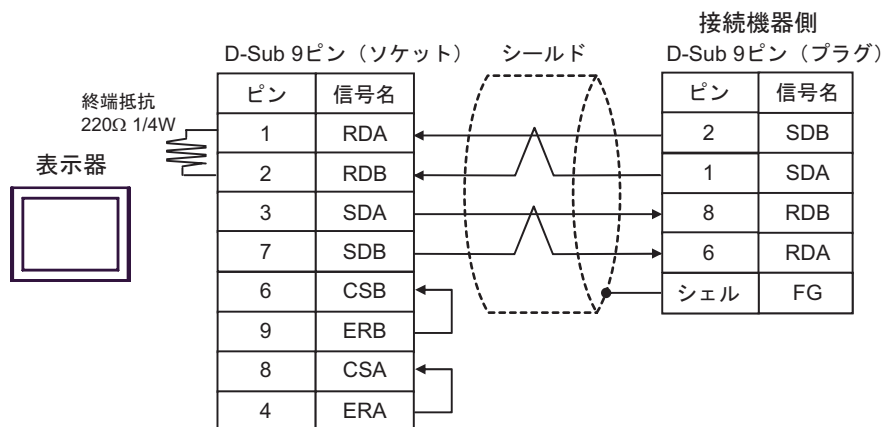 接続機器側
D-Sub 9ピン（ソケット）
シールド
D-Sub 9ピン（プラグ）
終端抵抗
220Ω 1/4W
表示器
ピン 信号名
1 RDA
2 RDB
3 SDA
7 SDB
6 CSB
9 ERB
8 CSA
4 ERA
ピン 信号名
2 SDB
1 SDA
8 RDB
6 RDA
シェル FG